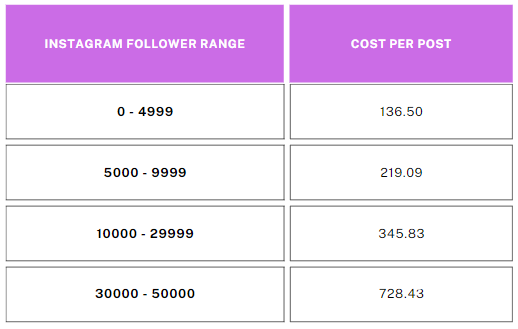 INSTAGRAM FOLLOWER RANGE COST PER POST
0 - 4999 136.50
5000 - 9999 219.09
10000 - 29999 345.83
30000 - 50000 728.43